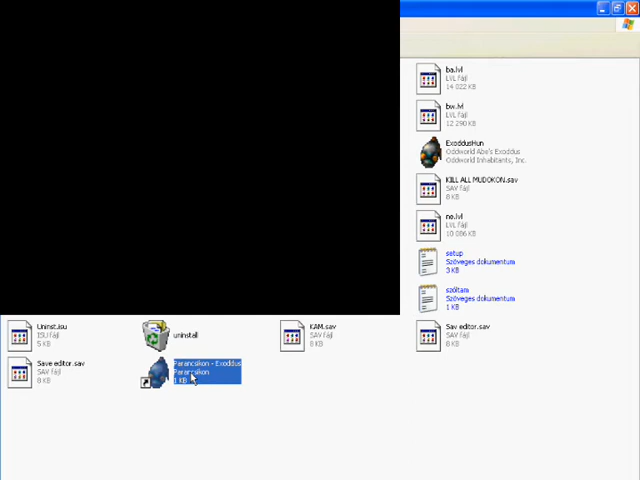 ba.lvl
LVL fájl
14 022 KB
bw.lvl
LVL fájl
12 290 KB
ExoddusHun
Oddworld Abe's Exoddus
Oddworld Inhabitants, Inc.
KILL ALL MUDOKON.sav
SAV fájl
8 KB
ne.lvl
LVL fájl
10 086 KB
setup
Szöveges dokumentum
3 KB
szóltam
Szöveges dokumentum
1 KB
Uninst.isu
ISU fájl
5 KB
uninstall
KAM.sav
SAV fájl
8 KB
Sav editor.sav
SAV fájl
8 KB
Save editor.sav
SAV fájl
8 KB
Parancsikon - Exoddus
Parancsikon
1 KB